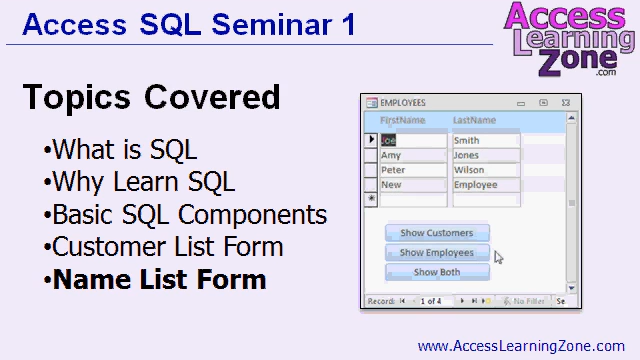 Access SQL Seminar 1
Access
Learning
Zone
.com
Topics Covered
•What is SQL
•Why Learn SQL
•Basic SQL Components
•Customer List Form
•Name List Form
EMPLOYEES
FirstName LastName
Joe Smith
Amy Jones
Peter Wilson
New Employee
Show Customers
Show Employees
Show Both
Record: 1 of 4 No Filter Se
www.AccessLearningZone.com